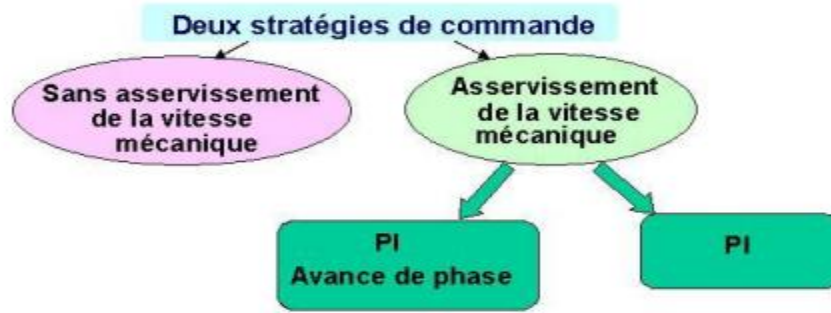 Deux stratégies de commande
Sans asservissement
de la vitesse
mécanique
Asservissement
de la vitesse
mécanique
PI
Avance de phase
PI